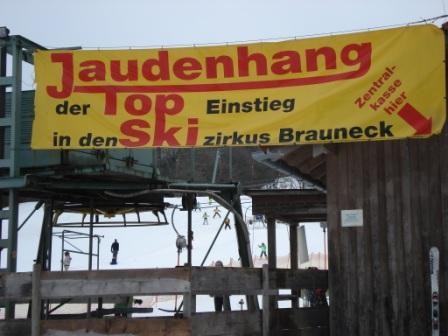 Jaudenhang
der Top Einstieg
in den Ski zirkus Brauneck
Zentral-
kasse
hier